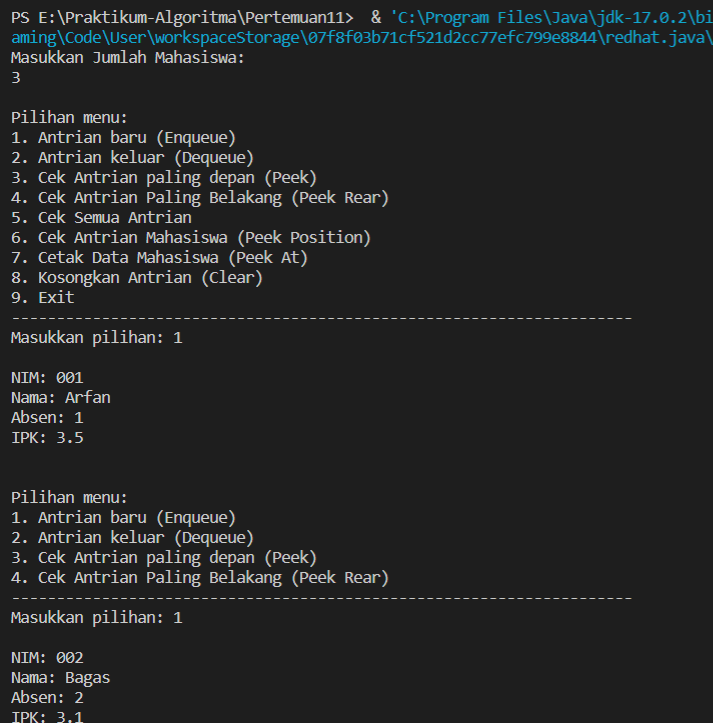 PS E:\Praktikum-Algoritma\Pertemuan11>  & 'C:\Program Files\Java\jdk-17.0.2\bi
aming\Code\User\workspaceStorage\07f8f03b71cf521d2cc77efc799e8844\redhat.java\
Masukkan Jumlah Mahasiswa:
3
Pilihan menu:
1. Antrian baru (Enqueue)
2. Antrian keluar (Dequeue)
3. Cek Antrian paling depan (Peek)
4. Cek Antrian Paling Belakang (Peek Rear)
5. Cek Semua Antrian
6. Cek Antrian Mahasiswa (Peek Position)
7. Cetak Data Mahasiswa (Peek At)
8. Kosongkan Antrian (Clear)
9. Exit
---------------------------------------------------------------------
Masukkan pilihan: 1
NIM: 001
Nama: Arfan
Absen: 1
IPK: 3.5
Pilihan menu:
1. Antrian baru (Enqueue)
2. Antrian keluar (Dequeue)
3. Cek Antrian paling depan (Peek)
4. Cek Antrian Paling Belakang (Peek Rear)
---------------------------------------------------------------------
Masukkan pilihan: 1
NIM: 002
Nama: Bagas
Absen: 2
IPK: 3.1